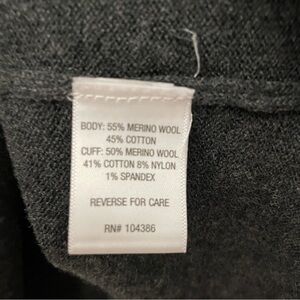 BODY: 55% MERINO WOOL
45% COTTON
CUFF: 50% MERINO WOOL
41% COTTON 8% NYLON
1% SPANDEX
REVERSE FOR CARE
RN# 104386